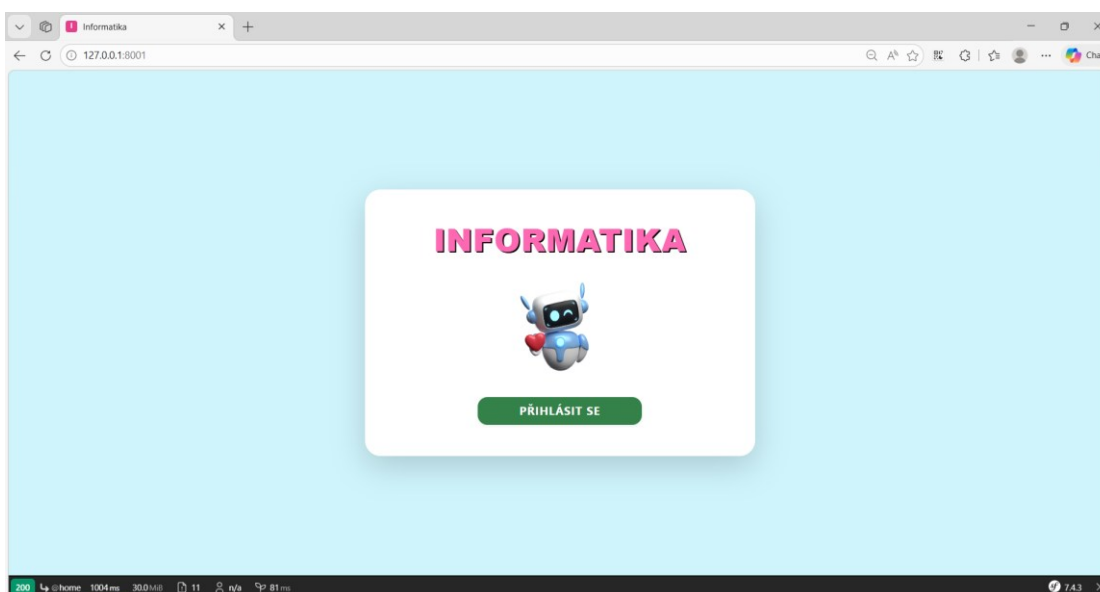 Informatika
127.0.0.1:8001
Cha
INFORMATIKA
PŘIHLÁSIT SE
200 @home 1004 ms 30.0 MiB 11 n/a 81 ms 7.4.3